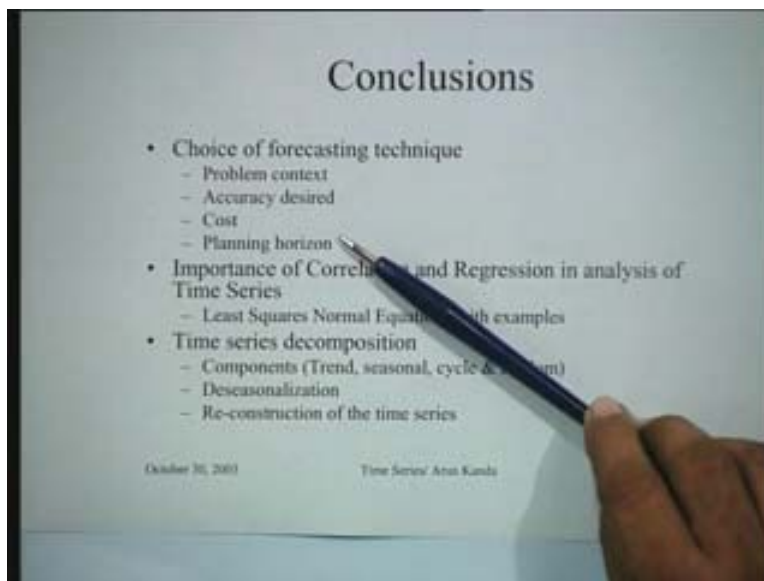 Conclusions
• Choice of forecasting technique
– Problem context
– Accuracy desired
– Cost
– Planning horizon
• Importance of and Regression in analysis of
Time Series
– Least Squares Normal examples
• Time series decomposition
– Components (Trend, seasonal, cycle &
– Deseasonalization
– Re-construction of the time series
October 30, 2003
Time Series/ Arun Kanda